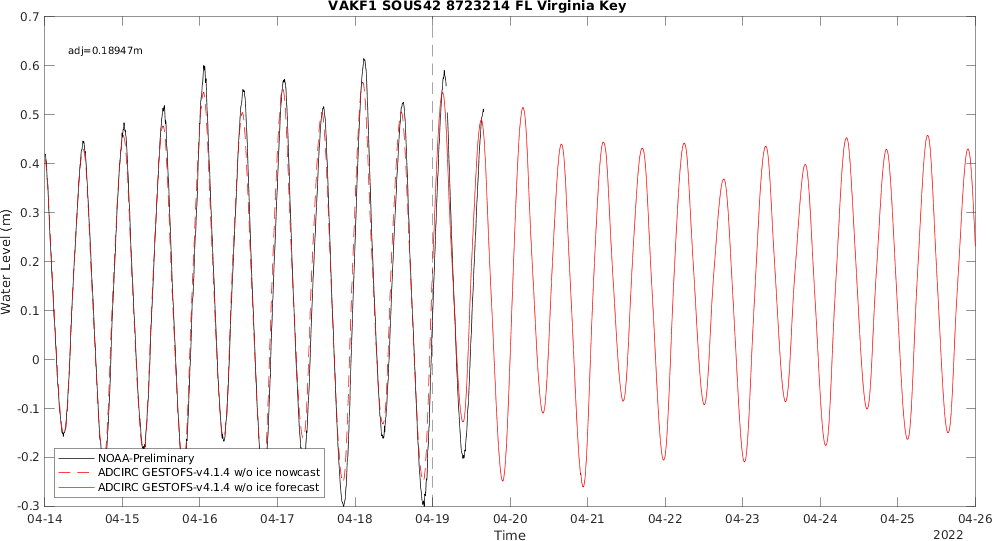 VAKF1 SOUS42 8723214 FL Virginia Key
adj=0.18947m
Water Level (m)
0.7
0.6
0.5
0.4
0.3
0.2
0.1
0
-0.1
-0.2
-0.3
NOAA-Preliminary
ADCIRC GESTOFS-v4.1.4 w/o ice nowcast
ADCIRC GESTOFS-v4.1.4 w/o ice forecast
04-14 04-15 04-16 04-17 04-18 04-19 04-20 04-21 04-22 04-23 04-24 04-25 04-26
Time
2022